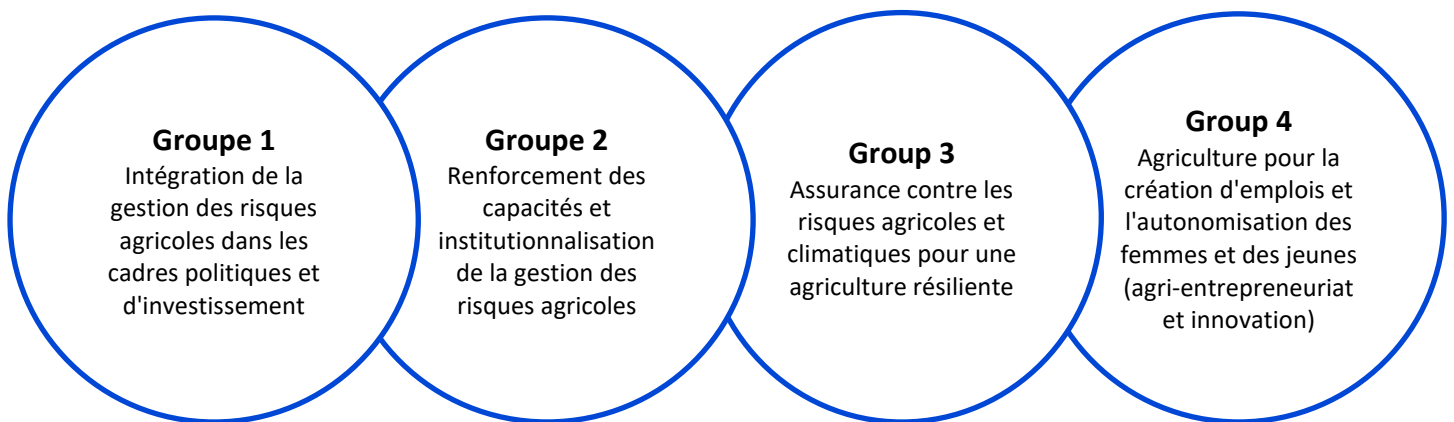 Groupe 1
Intégration de la
gestion des risques
agricoles dans les
cadres politiques et
d'investissement
Groupe 2
Renforcement des
capacités et
institutionnalisation
de la gestion des
risques agricoles
Group 3
Assurance contre les
risques agricoles et
climatiques pour une
agriculture résiliente
Group 4
Agriculture pour la
création d'emplois et
l'autonomisation des
femmes et des jeunes
(agri-entrepreneuriat
et innovation)